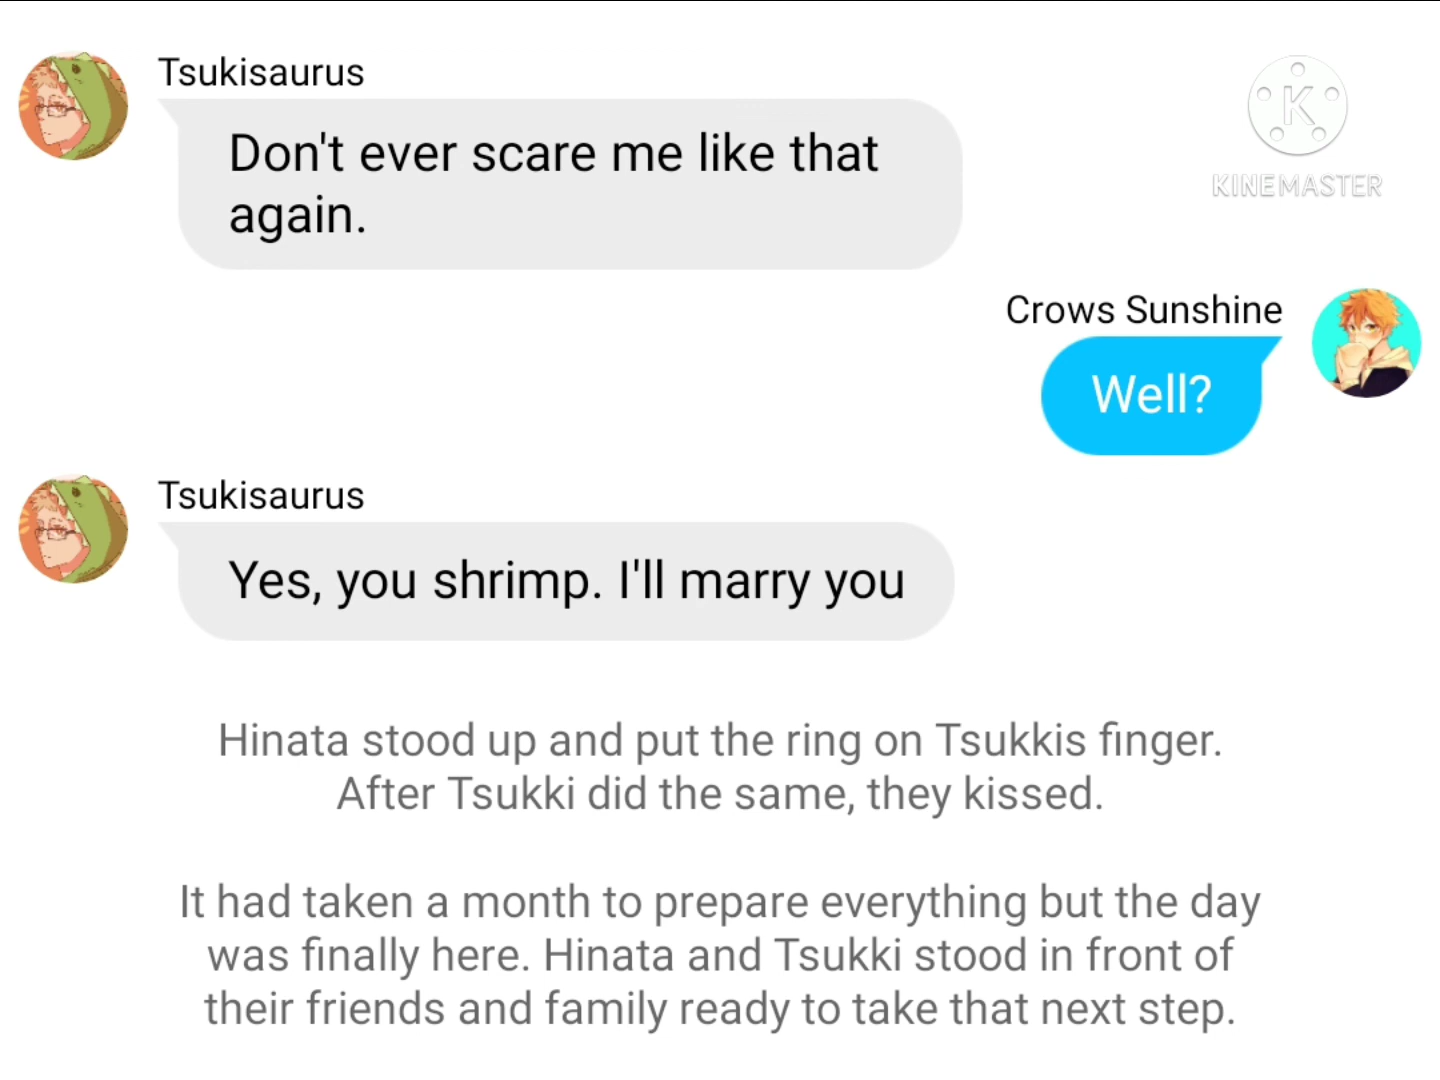 Tsukisaurus
Don't ever scare me like that
again.
K
KINEMASTER
Crows Sunshine
Well?
Tsukisaurus
Yes, you shrimp. I'll marry you
Hinata stood up and put the ring on Tsukkis finger.
After Tsukki did the same, they kissed.
It had taken a month to prepare everything but the day
was finally here. Hinata and Tsukki stood in front of
their friends and family ready to take that next step.